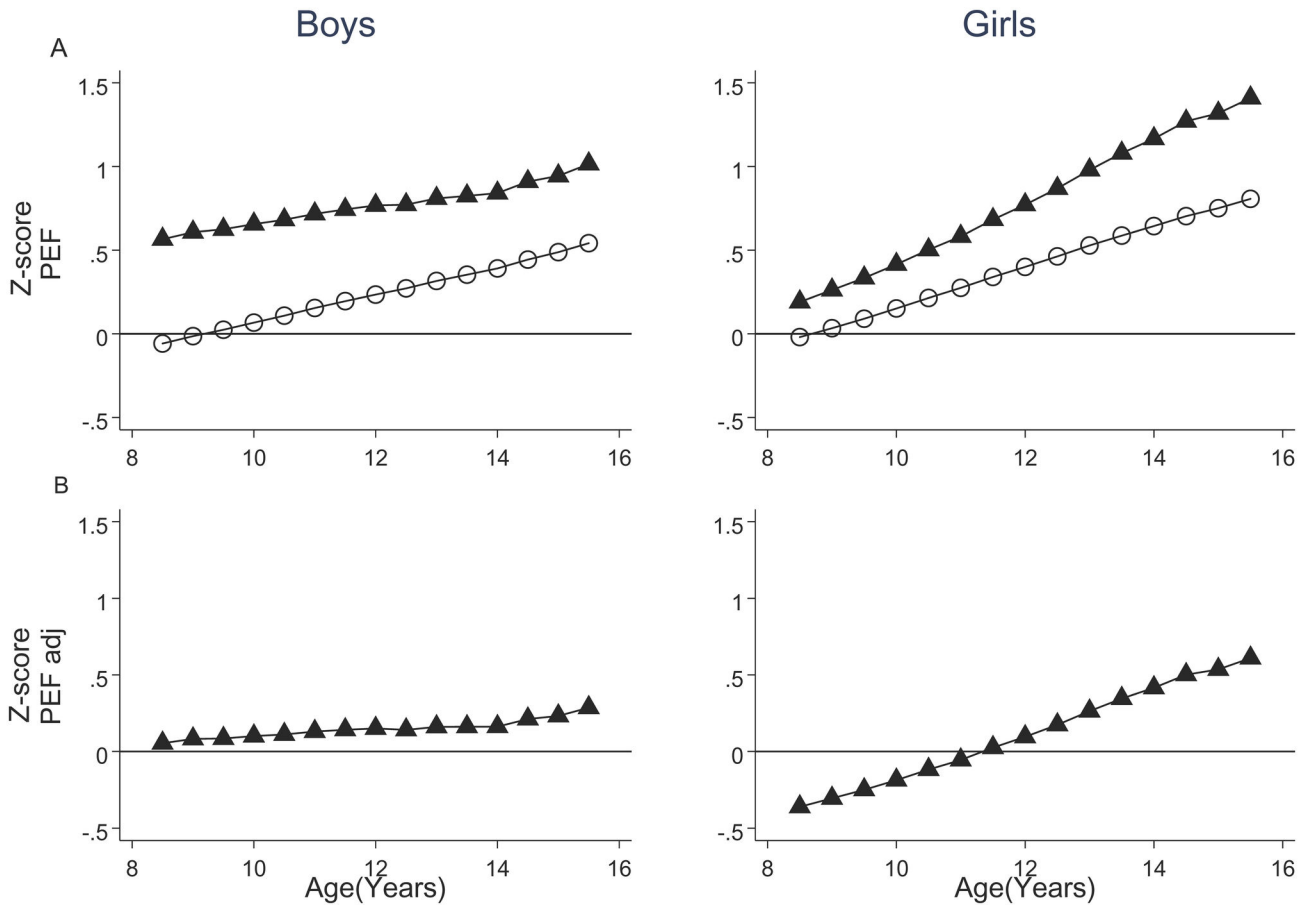 Boys Girls
A
1.5 1.5
1 1
Z-score
PEF
.5 .5
0 0
-.5 -.5
8 10 12 14 16 8 10 12 14 16
B
1.5 1.5
1 1
Z-score
PEF adj
.5 .5
0 0
-.5 -.5
8 10 12 14 16 8 10 12 14 16
Age(Years) Age(Years)